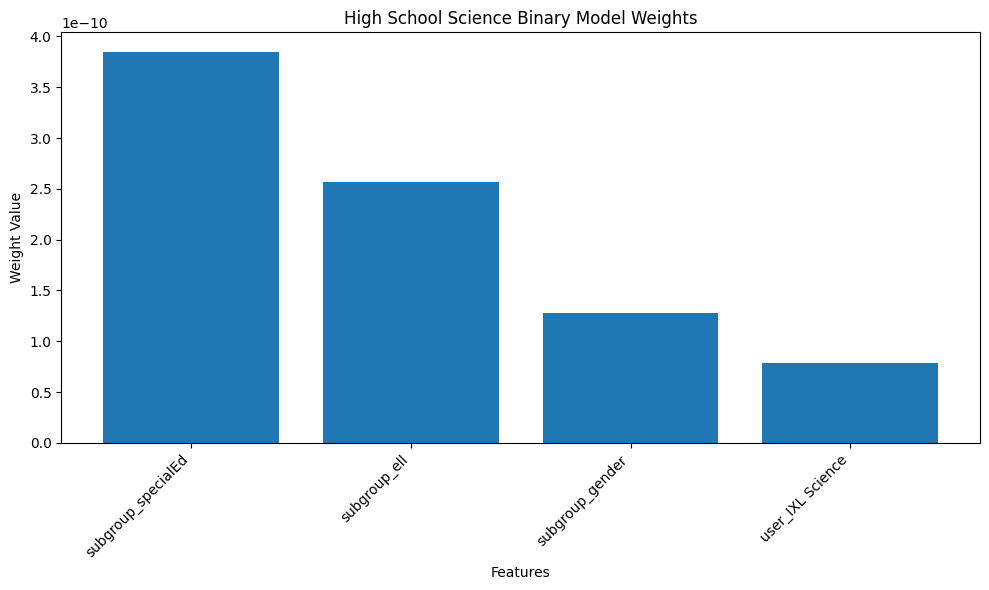 High School Science Binary Model Weights
1e−10
4.0
3.5
3.0
2.5
2.0
1.5
1.0
0.5
0.0
Weight Value
subgroup_specialEd
subgroup_ell
subgroup_gender
user_IXL Science
Features